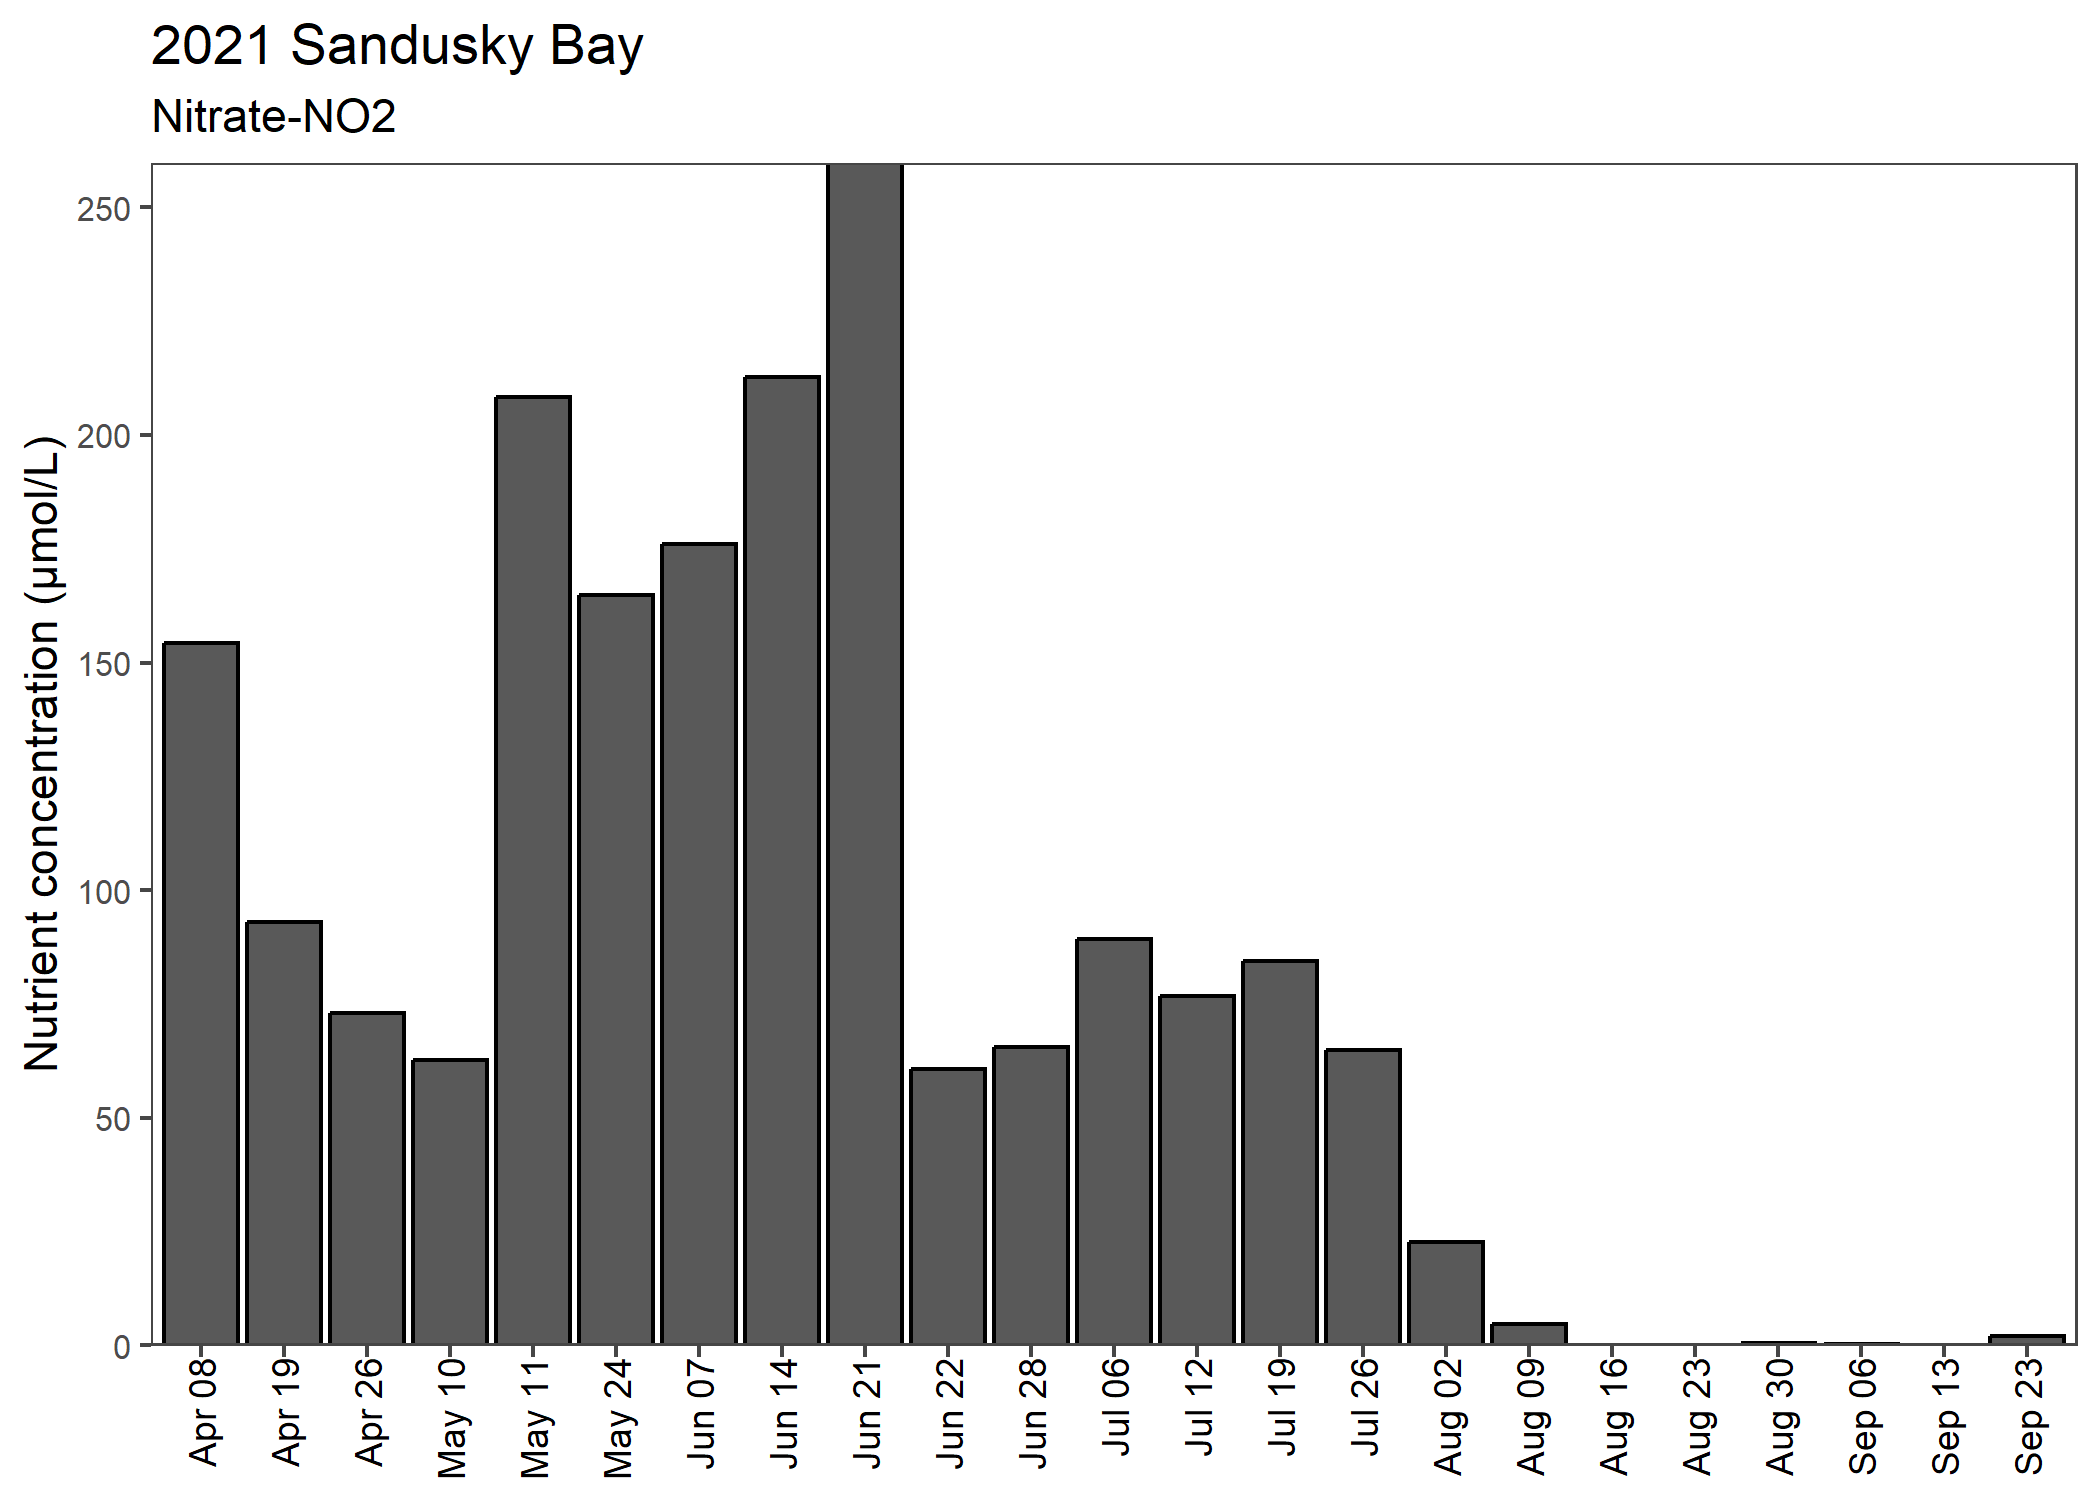 2021 Sandusky Bay
Nitrate-NO2
Nutrient concentration (μmol/L)
250
200
150
100
50
0
Apr 08
Apr 19
Apr 26
May 10
May 11
May 24
Jun 07
Jun 14
Jun 21
Jun 22
Jun 28
Jul 06
Jul 12
Jul 19
Jul 26
Aug 02
Aug 09
Aug 16
Aug 23
Aug 30
Sep 06
Sep 13
Sep 23